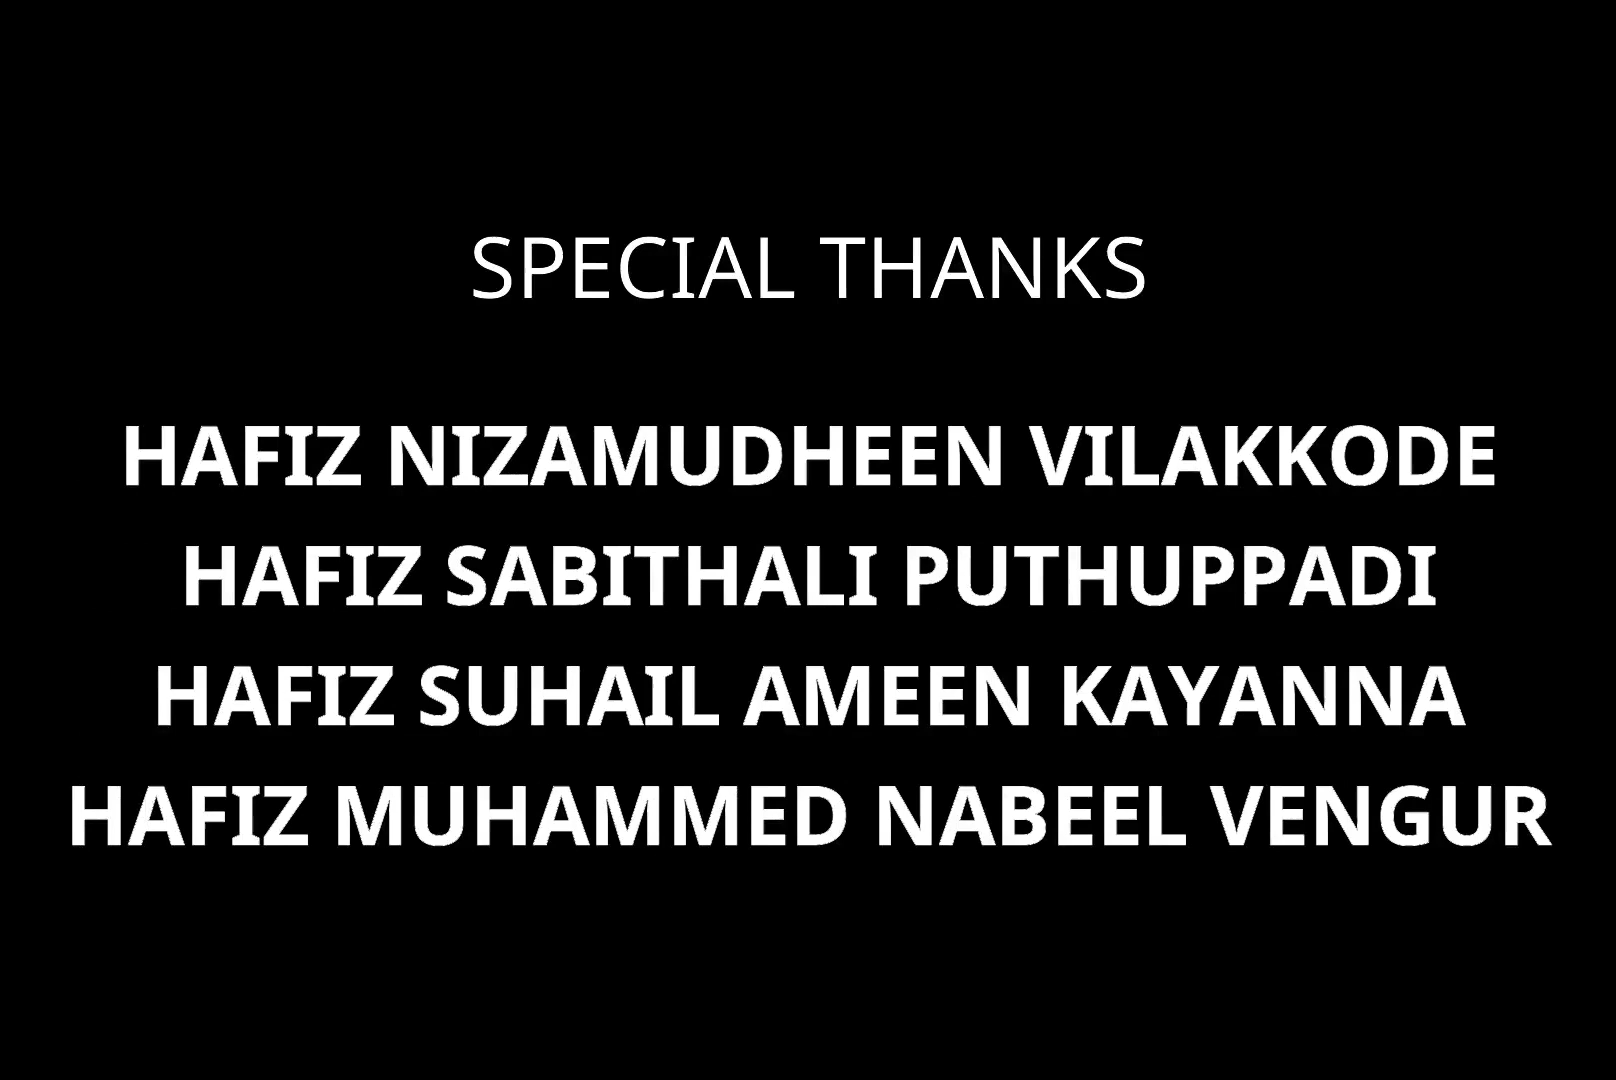 SPECIAL THANKS
HAFIZ NIZAMUDHEEN VILAKKODE
HAFIZ SABITHALI PUTHUPPADI
HAFIZ SUHAIL AMEEN KAYANNA
HAFIZ MUHAMMED NABEEL VENGUR